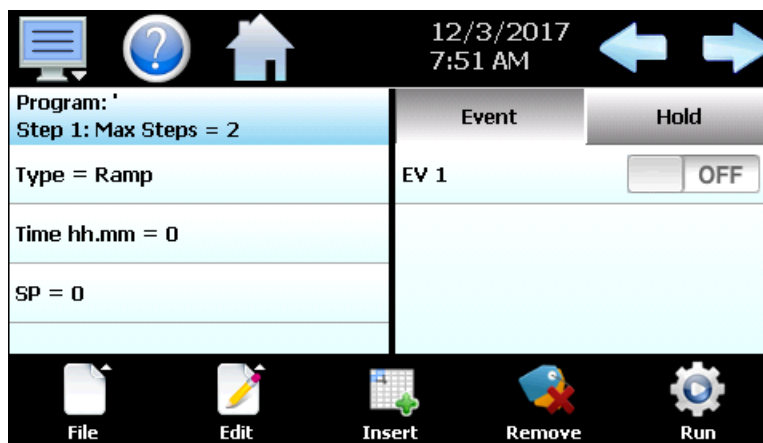 ?
12/3/2017
7:51 AM
Program: '
Step 1: Max Steps = 2
Type = Ramp
Time hh.mm = 0
SP = 0
Event
Hold
EV 1
OFF
File
Edit
Insert
Remove
Run